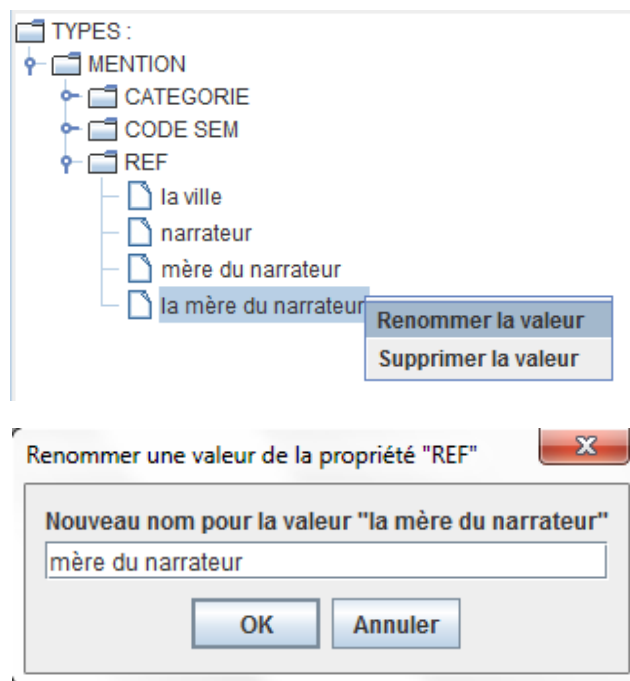 TYPES :
MENTION
CATEGORIE
CODE SEM
REF
la ville
narrateur
mère du narrateur
la mère du narrateur
Renommer la valeur
Supprimer la valeur
Renommer une valeur de la propriété "REF"
Nouveau nom pour la valeur "la mère du narrateur"
mère du narrateur
OK Annuler